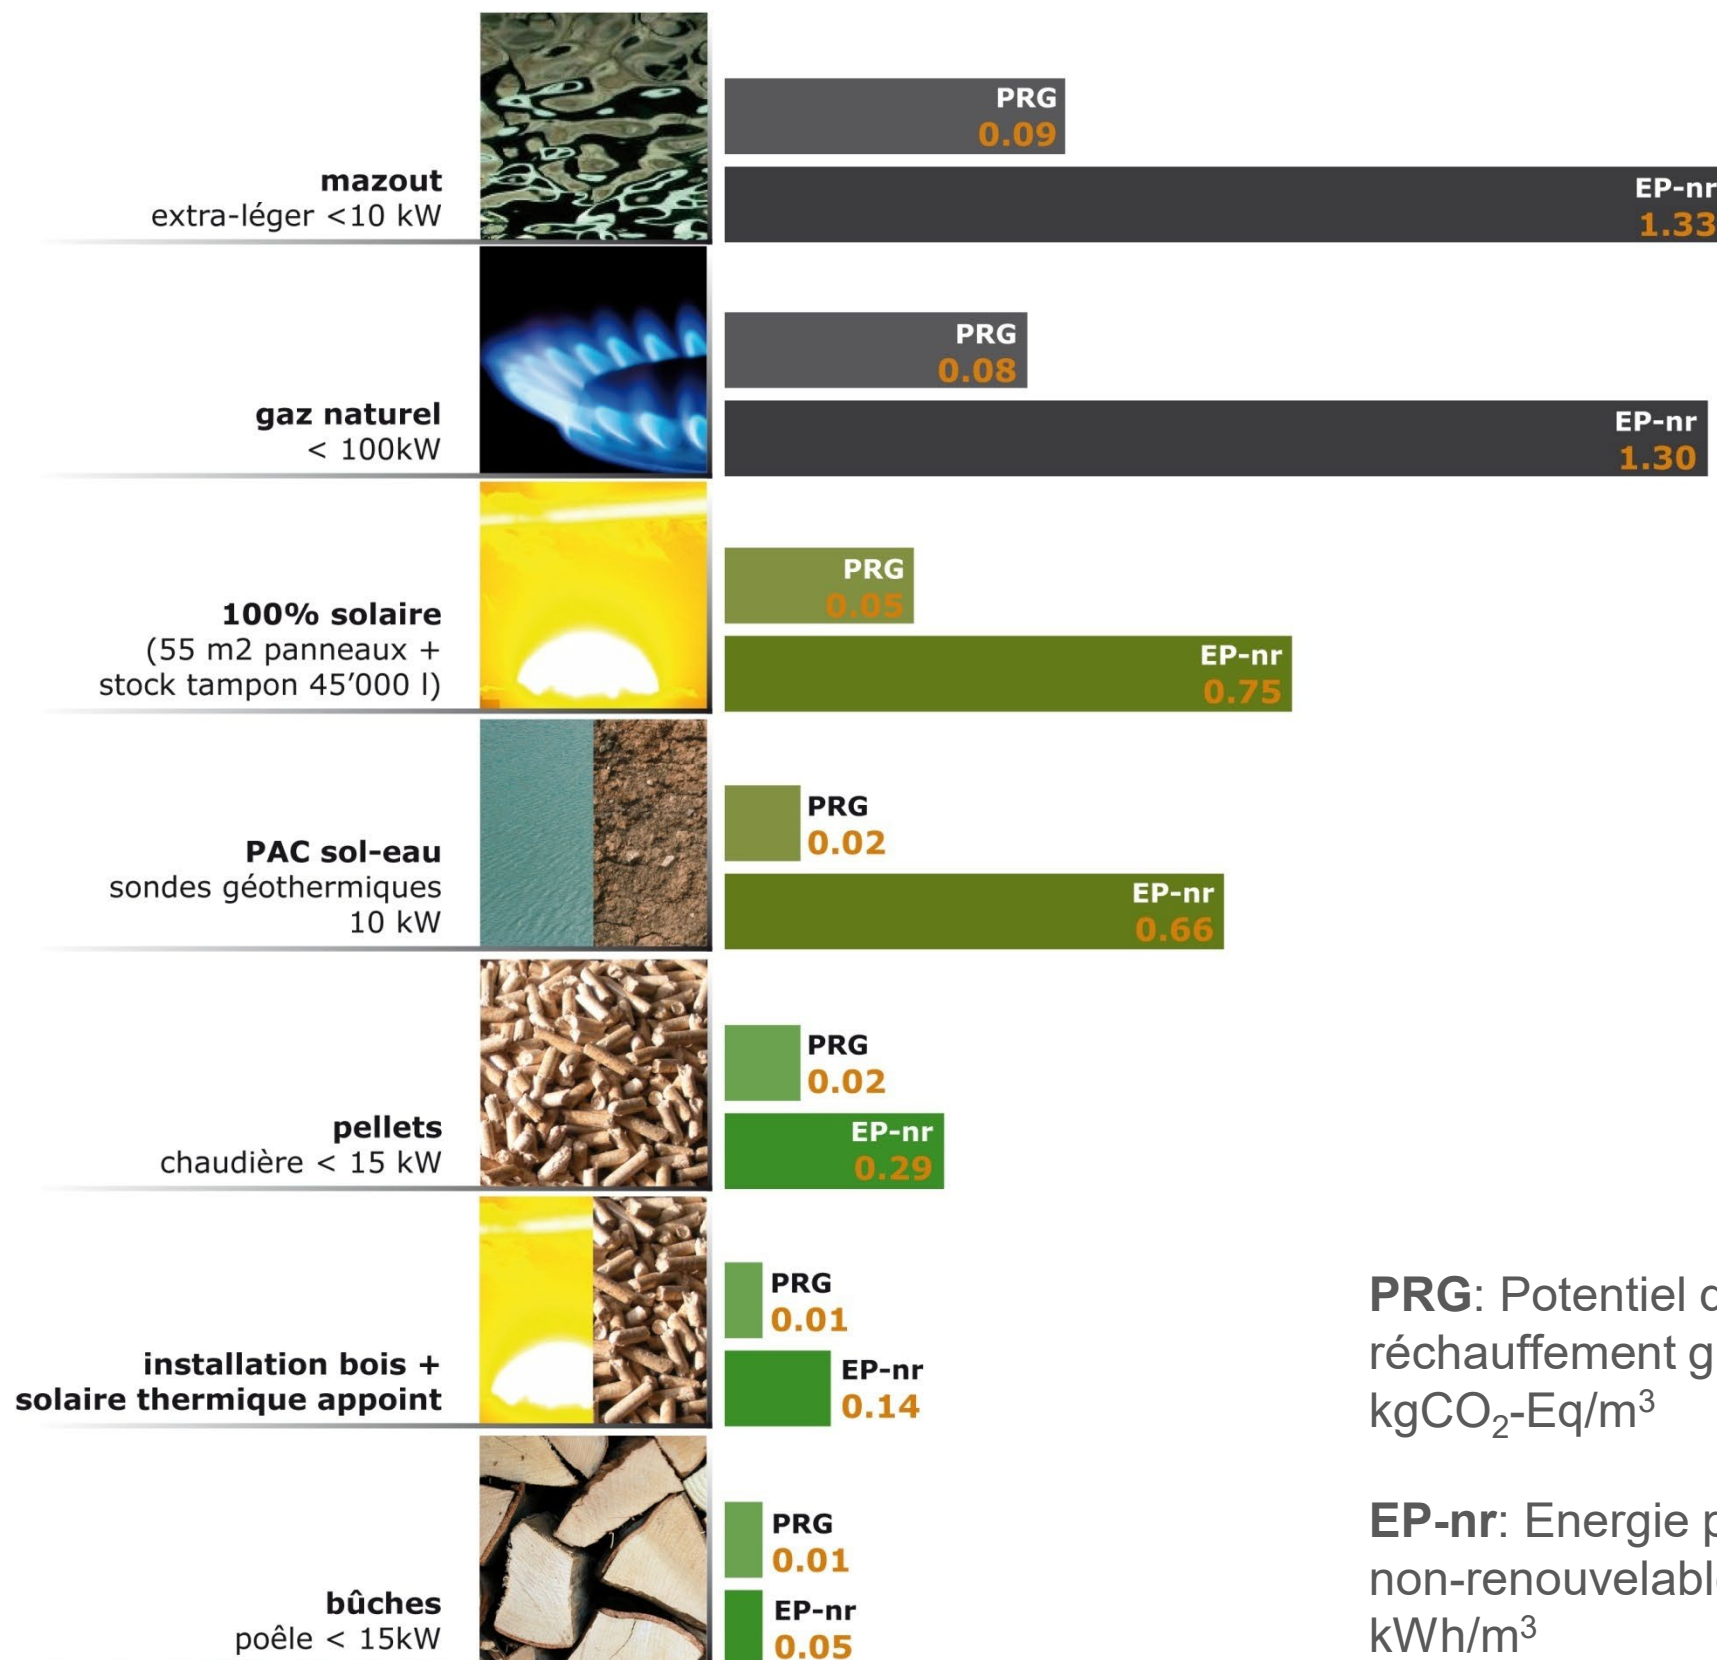 PRG
0.09
mazout
extra-léger <10 kW
EP-nr
1.33
PRG
0.08
gaz naturel
< 100kW
EP-nr
1.30
PRG
0.05
100% solaire
(55 m2 panneaux +
stock tampon 45’000 l)
EP-nr
0.75
PRG
0.02
PAC sol-eau
sondes géothermiques
10 kW
EP-nr
0.66
PRG
0.02
pellets
chaudière < 15 kW
EP-nr
0.29
PRG
0.01
installation bois +
solaire thermique appoint
EP-nr
0.14
PRG
0.01
bûches
poêle < 15kW
EP-nr
0.05
PRG: Potentiel
réchauffement
kgCO₂-Eq/m³
EP-nr: Energie
non-renouvelable
kWh/m³